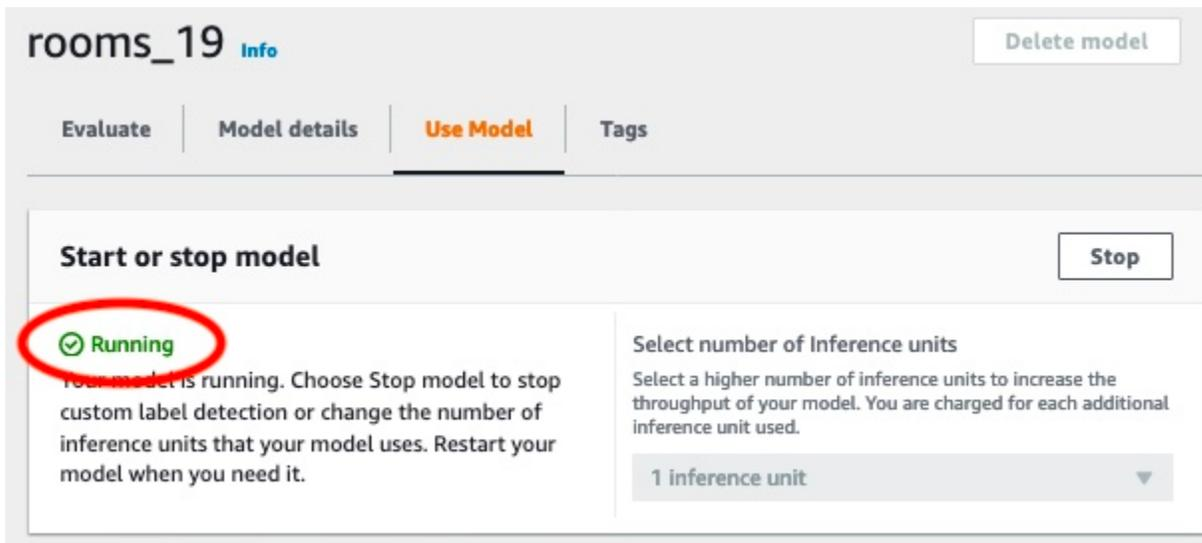 rooms_19 Info
Delete model
Evaluate
Model details
Use Model
Tags
Start or stop model
Stop
Running
Your model is running. Choose Stop model to stop
custom label detection or change the number of
inference units that your model uses. Restart your
model when you need it.
Select number of Inference units
Select a higher number of inference units to increase the
throughput of your model. You are charged for each additional
inference unit used.
1 inference unit